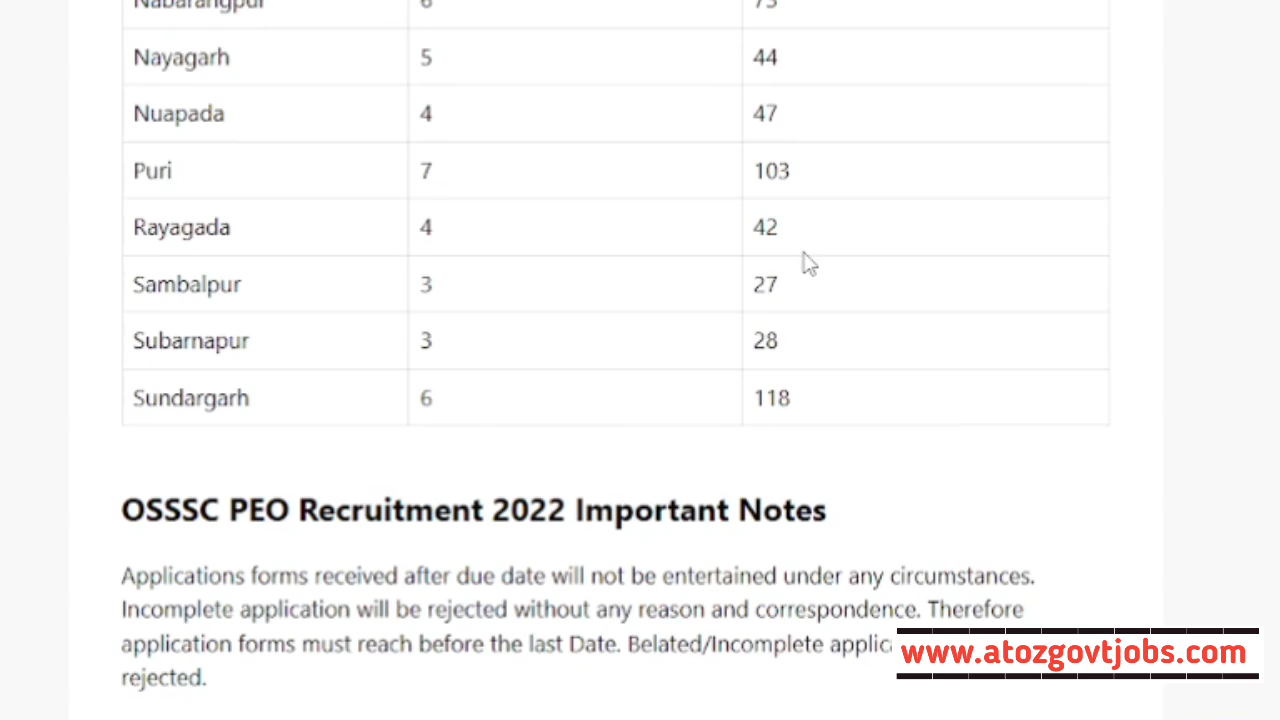 Nabarangpur 6 73
Nayagarh 5 44
Nuapada 4 47
Puri 7 103
Rayagada 4 42
Sambalpur 3 27
Subarnapur 3 28
Sundargarh 6 118
OSSSC PEO Recruitment 2022 Important Notes
Applications forms received after due date will not be entertained under any circumstances.
Incomplete application will be rejected without any reason and correspondence. Therefore
application forms must reach before the last Date. Belated/Incomplete applic
rejected.
www.atozgovtjobs.com